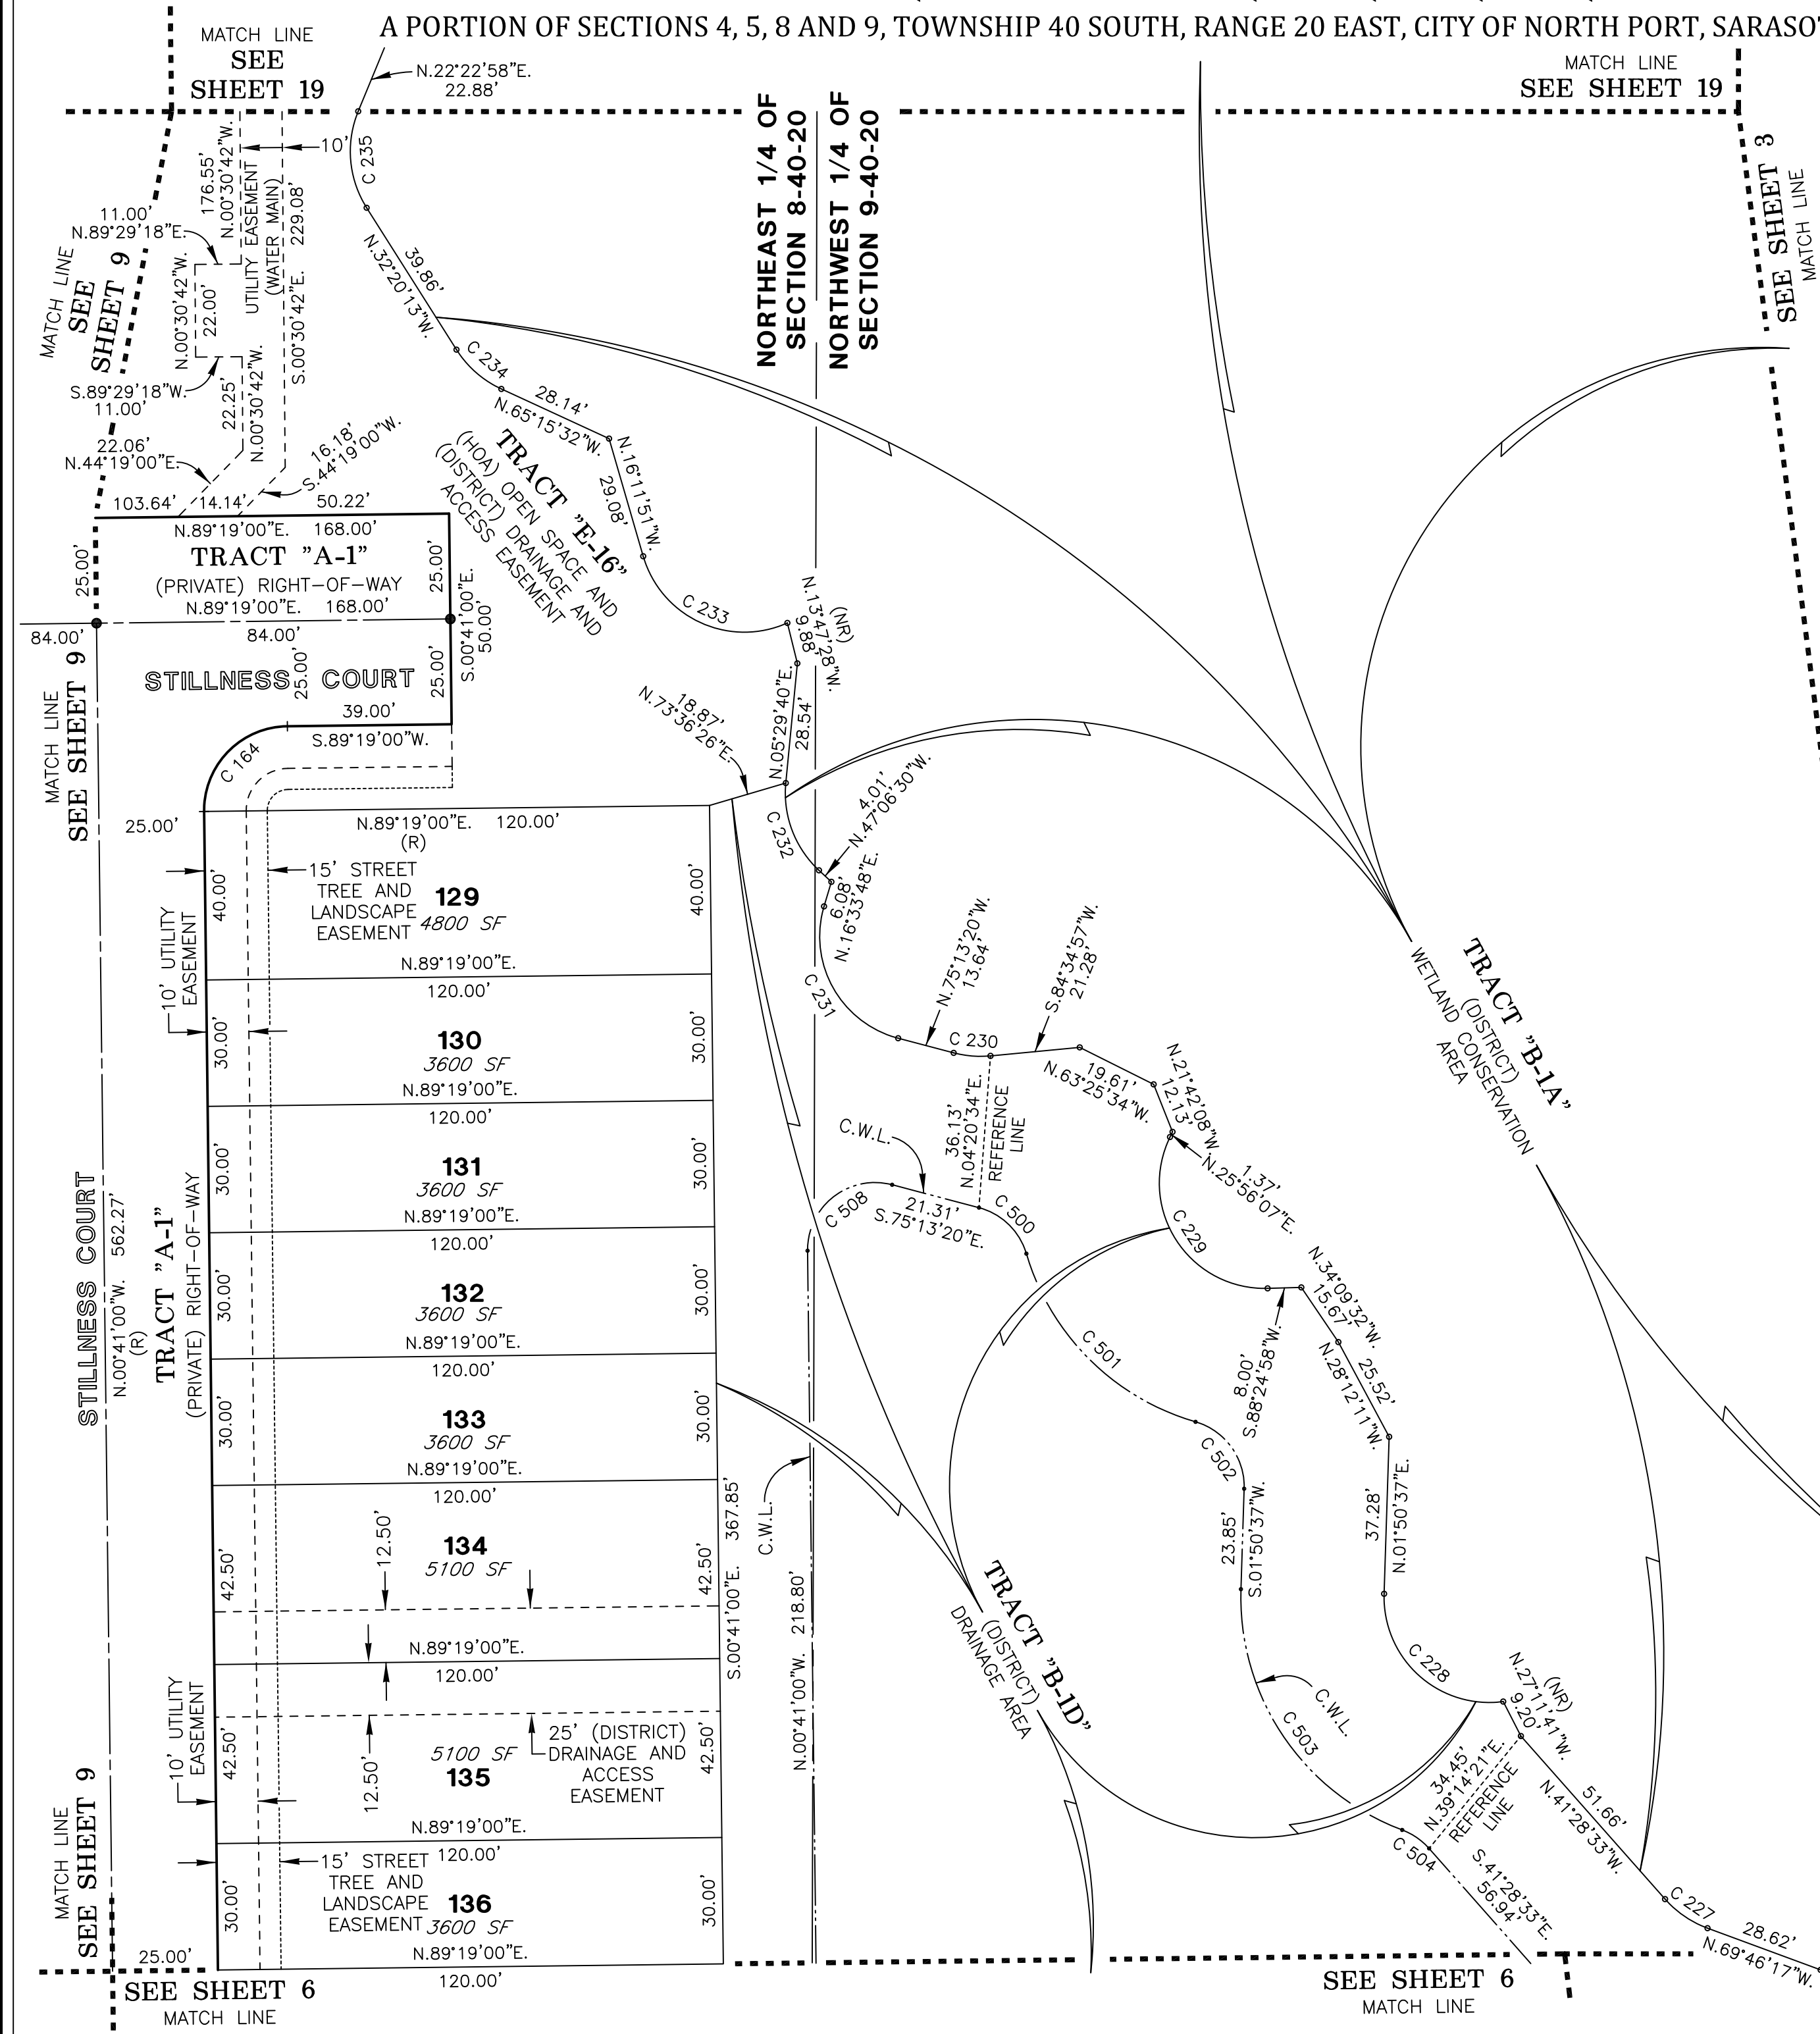 A PORTION OF SECTIONS 4, 5, 8 AND 9, TOWNSHIP 40 SOUTH, RANGE 20 EAST, CITY OF NORTH PORT, SARASOT
MATCH LINE
SEE
SHEET 19
N.22°22'58"E.
22.88'
MATCH LINE
SEE SHEET 19
SEE SHEET 3
MATCH LINE
NORTHEAST 1/4 OF
SECTION 8-40-20
NORTHWEST 1/4 OF
SECTION 9-40-20
10'
C 235
176.55'
N.00°30'42"W.
UTILITY EASEMENT
(WATER MAIN)
S.00°30'42"E. 229.08'
11.00'
N.89°29'18"E.
MATCH LINE
SEE
SHEET 9
N.00°30'42"W.
22.00'
S.89°29'18"W.
11.00'
22.25'
N.00°30'42"W.
22.06'
N.44°19'00"E.
16.18'
S.44°19'00"W.
39.86'
N.32°20'13"W.
C 234
28.14'
N.65°15'32"W.
N.16°11'51"W.
29.08'
TRACT "E-16"
(HOA) OPEN SPACE AND
(DISTRICT) DRAINAGE AND
ACCESS EASEMENT
C 233
N.13°47'28"W.
(NR)
9.88'
103.64'
14.14'
50.22'
N.89°19'00"E. 168.00'
TRACT "A-1"
(PRIVATE) RIGHT-OF-WAY
N.89°19'00"E. 168.00'
25.00'
25.00'
S.00°41'00"E.
50.00'
84.00'
84.00'
STILLNESS COURT
25.00'
25.00'
39.00'
S.89°19'00"W.
C 164
MATCH LINE
SEE SHEET 9
18.87'
N.73°36'26"E.
N.05°29'40"E.
28.54'
C 232
4.01'
N.47°06'30"W.
6.08'
N.16°33'48"E.
C 231
N.75°13'20"W.
13.64'
C 230
S.84°34'57"W.
21.28'
19.61'
N.63°25'34"W.
N.21°42'08"W.
12.13'
1.37'
N.25°56'07"E.
TRACT "B-1A"
(DISTRICT)
WETLAND CONSERVATION
AREA
25.00'
N.89°19'00"E. 120.00'
(R)
15' STREET
TREE AND
LANDSCAPE
EASEMENT
129
4800 SF
40.00'
40.00'
10' UTILITY
EASEMENT
N.89°19'00"E.
120.00'
30.00'
130
3600 SF
30.00'
N.89°19'00"E.
120.00'
30.00'
131
3600 SF
30.00'
N.89°19'00"E.
120.00'
30.00'
132
3600 SF
30.00'
N.89°19'00"E.
120.00'
30.00'
133
3600 SF
30.00'
N.89°19'00"E.
120.00'
42.50'
12.50'
134
5100 SF
42.50'
N.89°19'00"E.
120.00'
42.50'
12.50'
5100 SF
135
25' (DISTRICT)
DRAINAGE AND
ACCESS
EASEMENT
42.50'
N.89°19'00"E.
120.00'
10' UTILITY
EASEMENT
15' STREET
TREE AND
LANDSCAPE
EASEMENT
136
3600 SF
30.00'
30.00'
N.89°19'00"E.
120.00'
25.00'
STILLNESS COURT
N.00°41'00"W. 562.27'
(R)
TRACT "A-1"
(PRIVATE) RIGHT-OF-WAY
MATCH LINE
SEE SHEET 9
SEE SHEET 6
MATCH LINE
S.00°41'00"E. 367.85'
C.W.L.
N.00°41'00"W. 218.80'
C.W.L.
36.13'
N.04°20'34"E.
REFERENCE
LINE
C 508
21.31'
S.75°13'20"E.
C 500
C 229
C 501
8.00'
S.88°24'58"W.
N.34°09'32"W.
15.67'
25.52'
N.28°12'11"W.
C 502
23.85'
S.01°50'37"W.
37.28'
N.01°50'37"E.
TRACT "B-1D"
(DISTRICT)
DRAINAGE AREA
C 228
C.W.L.
C 503
N.27°11'41"W.
(NR)
9.20'
34.45'
N.39°14'21"E.
REFERENCE
LINE
51.66'
N.41°28'33"W.
C 504
S.41°28'33"E.
56.94'
C 227
28.62'
N.69°46'17"W.
SEE SHEET 6
MATCH LINE